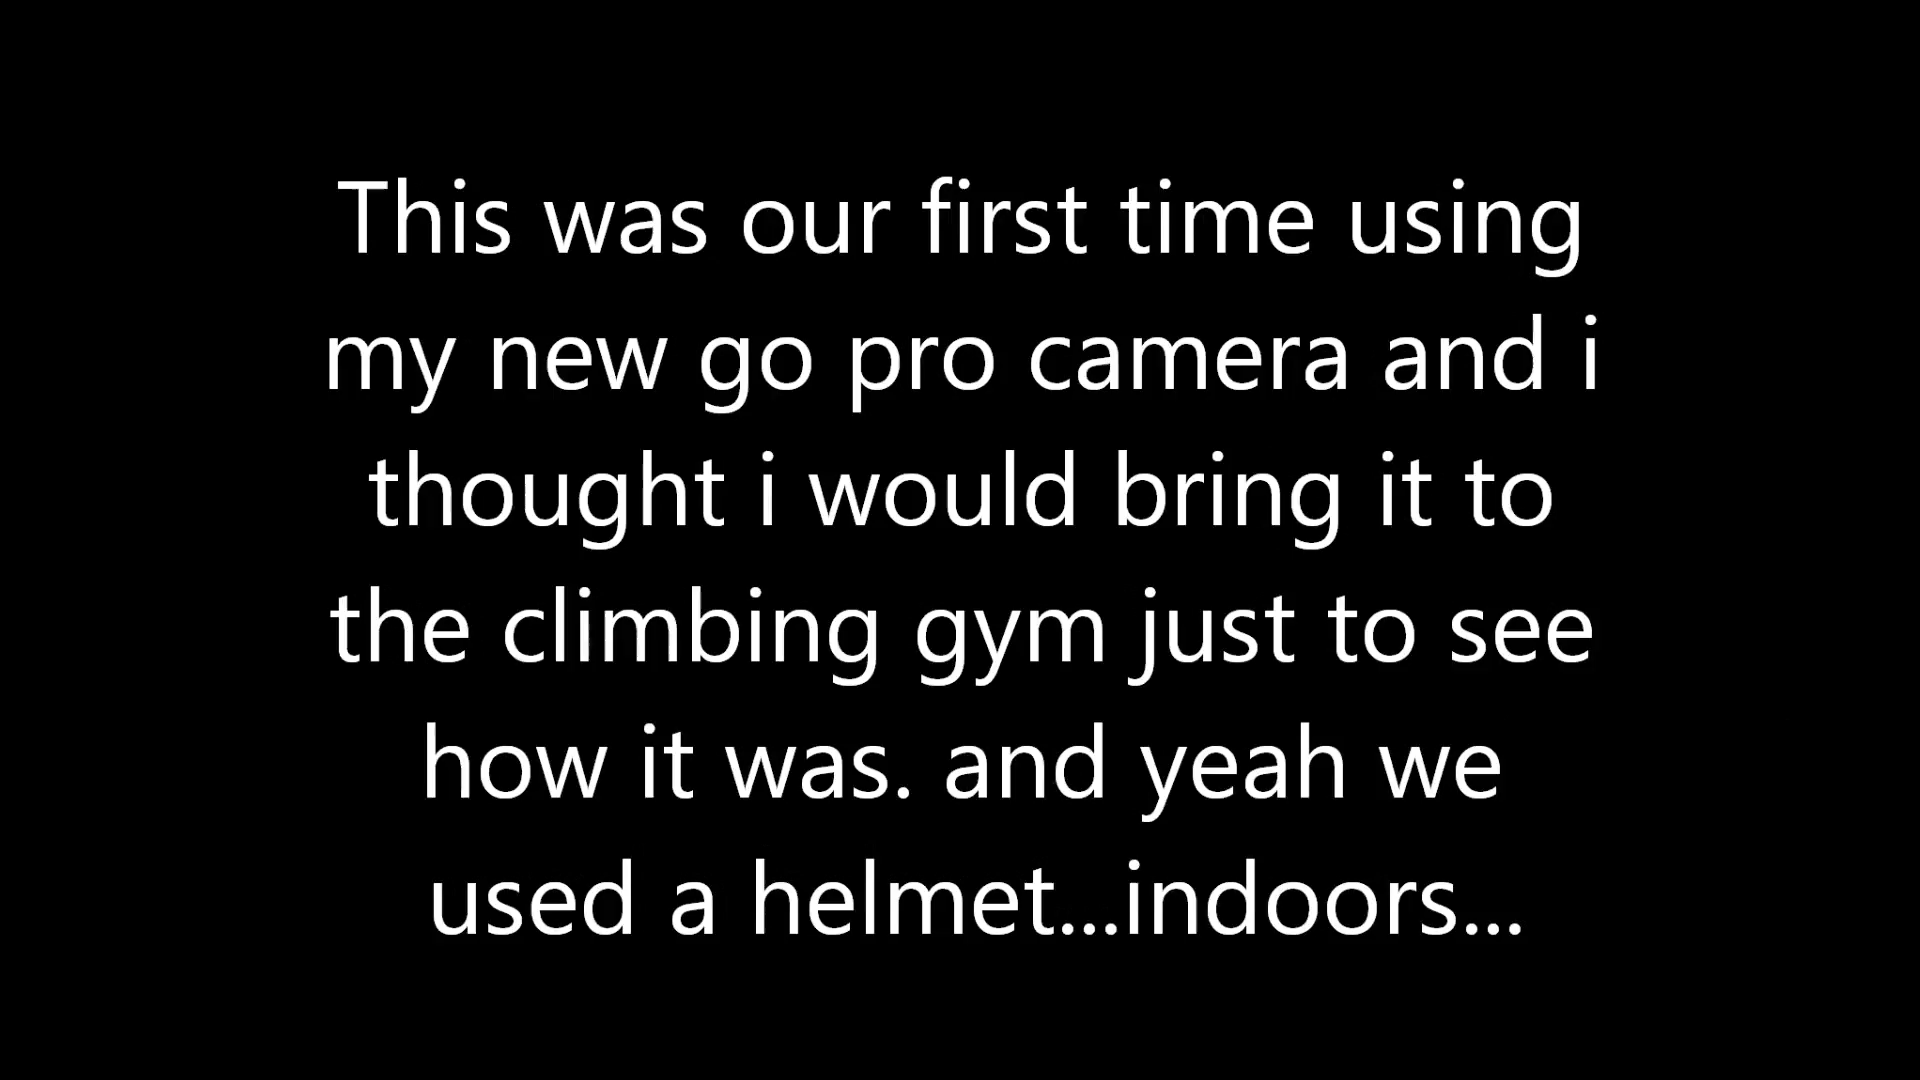 This was our first time using
my new go pro camera and i
thought i would bring it to
the climbing gym just to see
how it was. and yeah we
used a helmet...indoors...